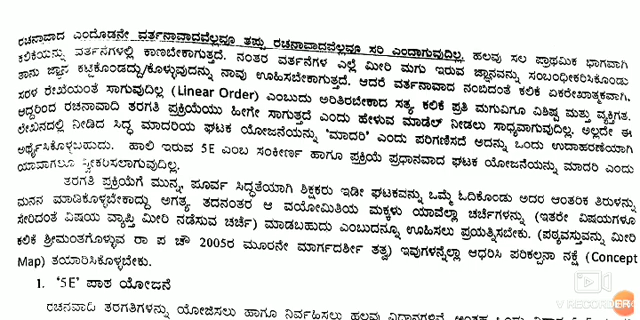 ರಚನಾವಾದ ಎಂದೊಡನೇ ವರ್ತನಾವಾದವೆಲ್ಲವೂ ತಪ್ಪು ರಚನಾವಾದವೆಲ್ಲವೂ ಸರಿ ಎಂದಾಗುವುದಿಲ್ಲ. ಹಲವು ಸಲ ಪ್ರಾಥಮಿಕ ಭಾಗವಾಗಿ
ಕಲಿಕೆಯನ್ನು ವರ್ತನೆಗಳಲ್ಲಿ ಕಾಣಬೇಕಾಗುತ್ತದೆ. ನಂತರ ವರ್ತನೆಗಳ ಎಲ್ಲೆ ಮೀರಿ ಮಗು ಇರುವ ಜ್ಞಾನವನ್ನು ಸಂಬಂಧೀಕರಿಸಿಕೊಂಡು
ತಾನು ಜ್ಞಾನ ಕಟ್ಟಿಕೊಂಡದ್ದು/ಕೊಳ್ಳುವುದನ್ನು ನಾವು ಊಹಿಸಬೇಕಾಗುತ್ತದೆ. ಆದರೆ ವರ್ತನಾವಾದ ನಂಬಿದಂತೆ ಕಲಿಕೆ ಏಕರೇಖಾತ್ಮಕವಾಗಿ,
ಸರಳ ರೇಖೆಯಂತೆ ಸಾಗುವುದಿಲ್ಲ (Linear Order) ಎಂಬುದು ಅರಿತಿರಬೇಕಾದ ಸತ್ಯ. ಕಲಿಕೆ ಪ್ರತಿ ಮಗುವಿಗೂ ವಿಶಿಷ್ಟ ಮತ್ತು ವ್ಯಕ್ತಿಗತ.
ಆದ್ದರಿಂದ ರಚನಾವಾದಿ ತರಗತಿ ಪ್ರಕ್ರಿಯೆಯು ಹೀಗೇ ಸಾಗುತ್ತದೆ ಎಂದು ಹೇಳುವ ಮಾಡೆಲ್ ನೀಡಲು ಸಾಧ್ಯವಾಗುವುದಿಲ್ಲ. ಅಲ್ಲದೇ ಈ
ಲೇಖನದಲ್ಲಿ ನೀಡಿದ ಸಿದ್ಧ ಮಾದರಿಯ ಘಟಕ ಯೋಜನೆಯನ್ನು 'ಮಾದರಿ' ಎಂದು ಪರಿಗಣಿಸದೆ ಅದನ್ನು ಒಂದು ಉದಾಹರಣೆಯಾಗಿ
ಅರ್ಥೈಸಿಕೊಳ್ಳಬಹುದು. ಹಾಲಿ ಇರುವ 5E ಎಂಬ ಸಂಕೀರ್ಣ ಹಾಗೂ ಪ್ರಕ್ರಿಯೆ ಪ್ರಧಾನವಾದ ಘಟಕ ಯೋಜನೆಯನ್ನು ಮಾದರಿ ಎಂದು
ಯಾವಾಗಲೂ ಸ್ವೀಕರಿಸಲಾಗುವುದಿಲ್ಲ.
ತರಗತಿ ಪ್ರಕ್ರಿಯೆಗೆ ಮುನ್ನ, ಪೂರ್ವ ಸಿದ್ಧತೆಯಾಗಿ ಶಿಕ್ಷಕರು ಇಡೀ ಘಟಕವನ್ನು ಒಮ್ಮೆ ಓದಿಕೊಂಡು ಅದರ ಆಂತರಿಕ ತಿರುಳನ್ನು
ಮನನ ಮಾಡಿಕೊಳ್ಳಬೇಕಾದ್ದು ಅಗತ್ಯ ತದನಂತರ ಆ ವಯೋಮಿತಿಯ ಮಕ್ಕಳು ಯಾವೆಲ್ಲಾ ಚರ್ಚೆಗಳನ್ನು (ಇತರೇ ವಿಷಯಗಳೂ
ಸೇರಿದಂತೆ ವಿಷಯ ವ್ಯಾಪ್ತಿ ಮೀರಿ ನಡೆಸುವ ಚರ್ಚೆ) ಮಾಡಬಹುದು ಎಂಬುದನ್ನೂ ಊಹಿಸಲು ಪ್ರಯತ್ನಿಸಬೇಕು. (ಪಠ್ಯವಸ್ತುವನ್ನು ಮೀರಿ
ಕಲಿಕೆ ಶ್ರೀಮಂತಗೊಳ್ಳುವ ರಾ ಪ ಚೌ 2005ರ ಮೂರನೇ ಮಾರ್ಗದರ್ಶೀ ತತ್ವ) ಇವುಗಳನ್ನೆಲ್ಲಾ ಆಧರಿಸಿ ಪರಿಕಲ್ಪನಾ ನಕ್ಷೆ (Concept
Map) ತಯಾರಿಸಿಕೊಳ್ಳಬೇಕು.
1. '5E' ಪಾಠ ಯೋಜನೆ
ರಚನವಾದಿ ತರಗತಿಗಳನ್ನು ಯೋಜಿಸಲು ಹಾಗೂ ನಿರ್ವಹಿಸಲು ಹಲವು ವಿಧಾನಗಳಿವೆ.